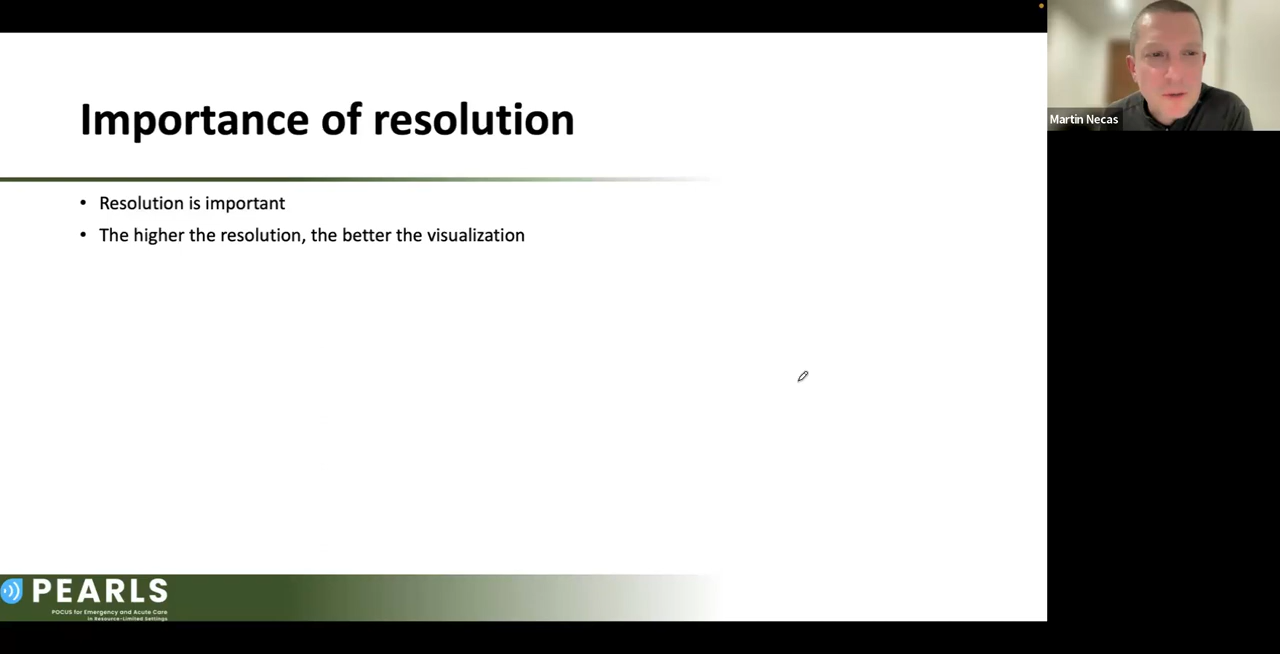 Importance of resolution
• Resolution is important
• The higher the resolution, the better the visualization
Martin Necas
PEARLS
POCUS for Emergency and Acute Care
in Resource-Limited Settings